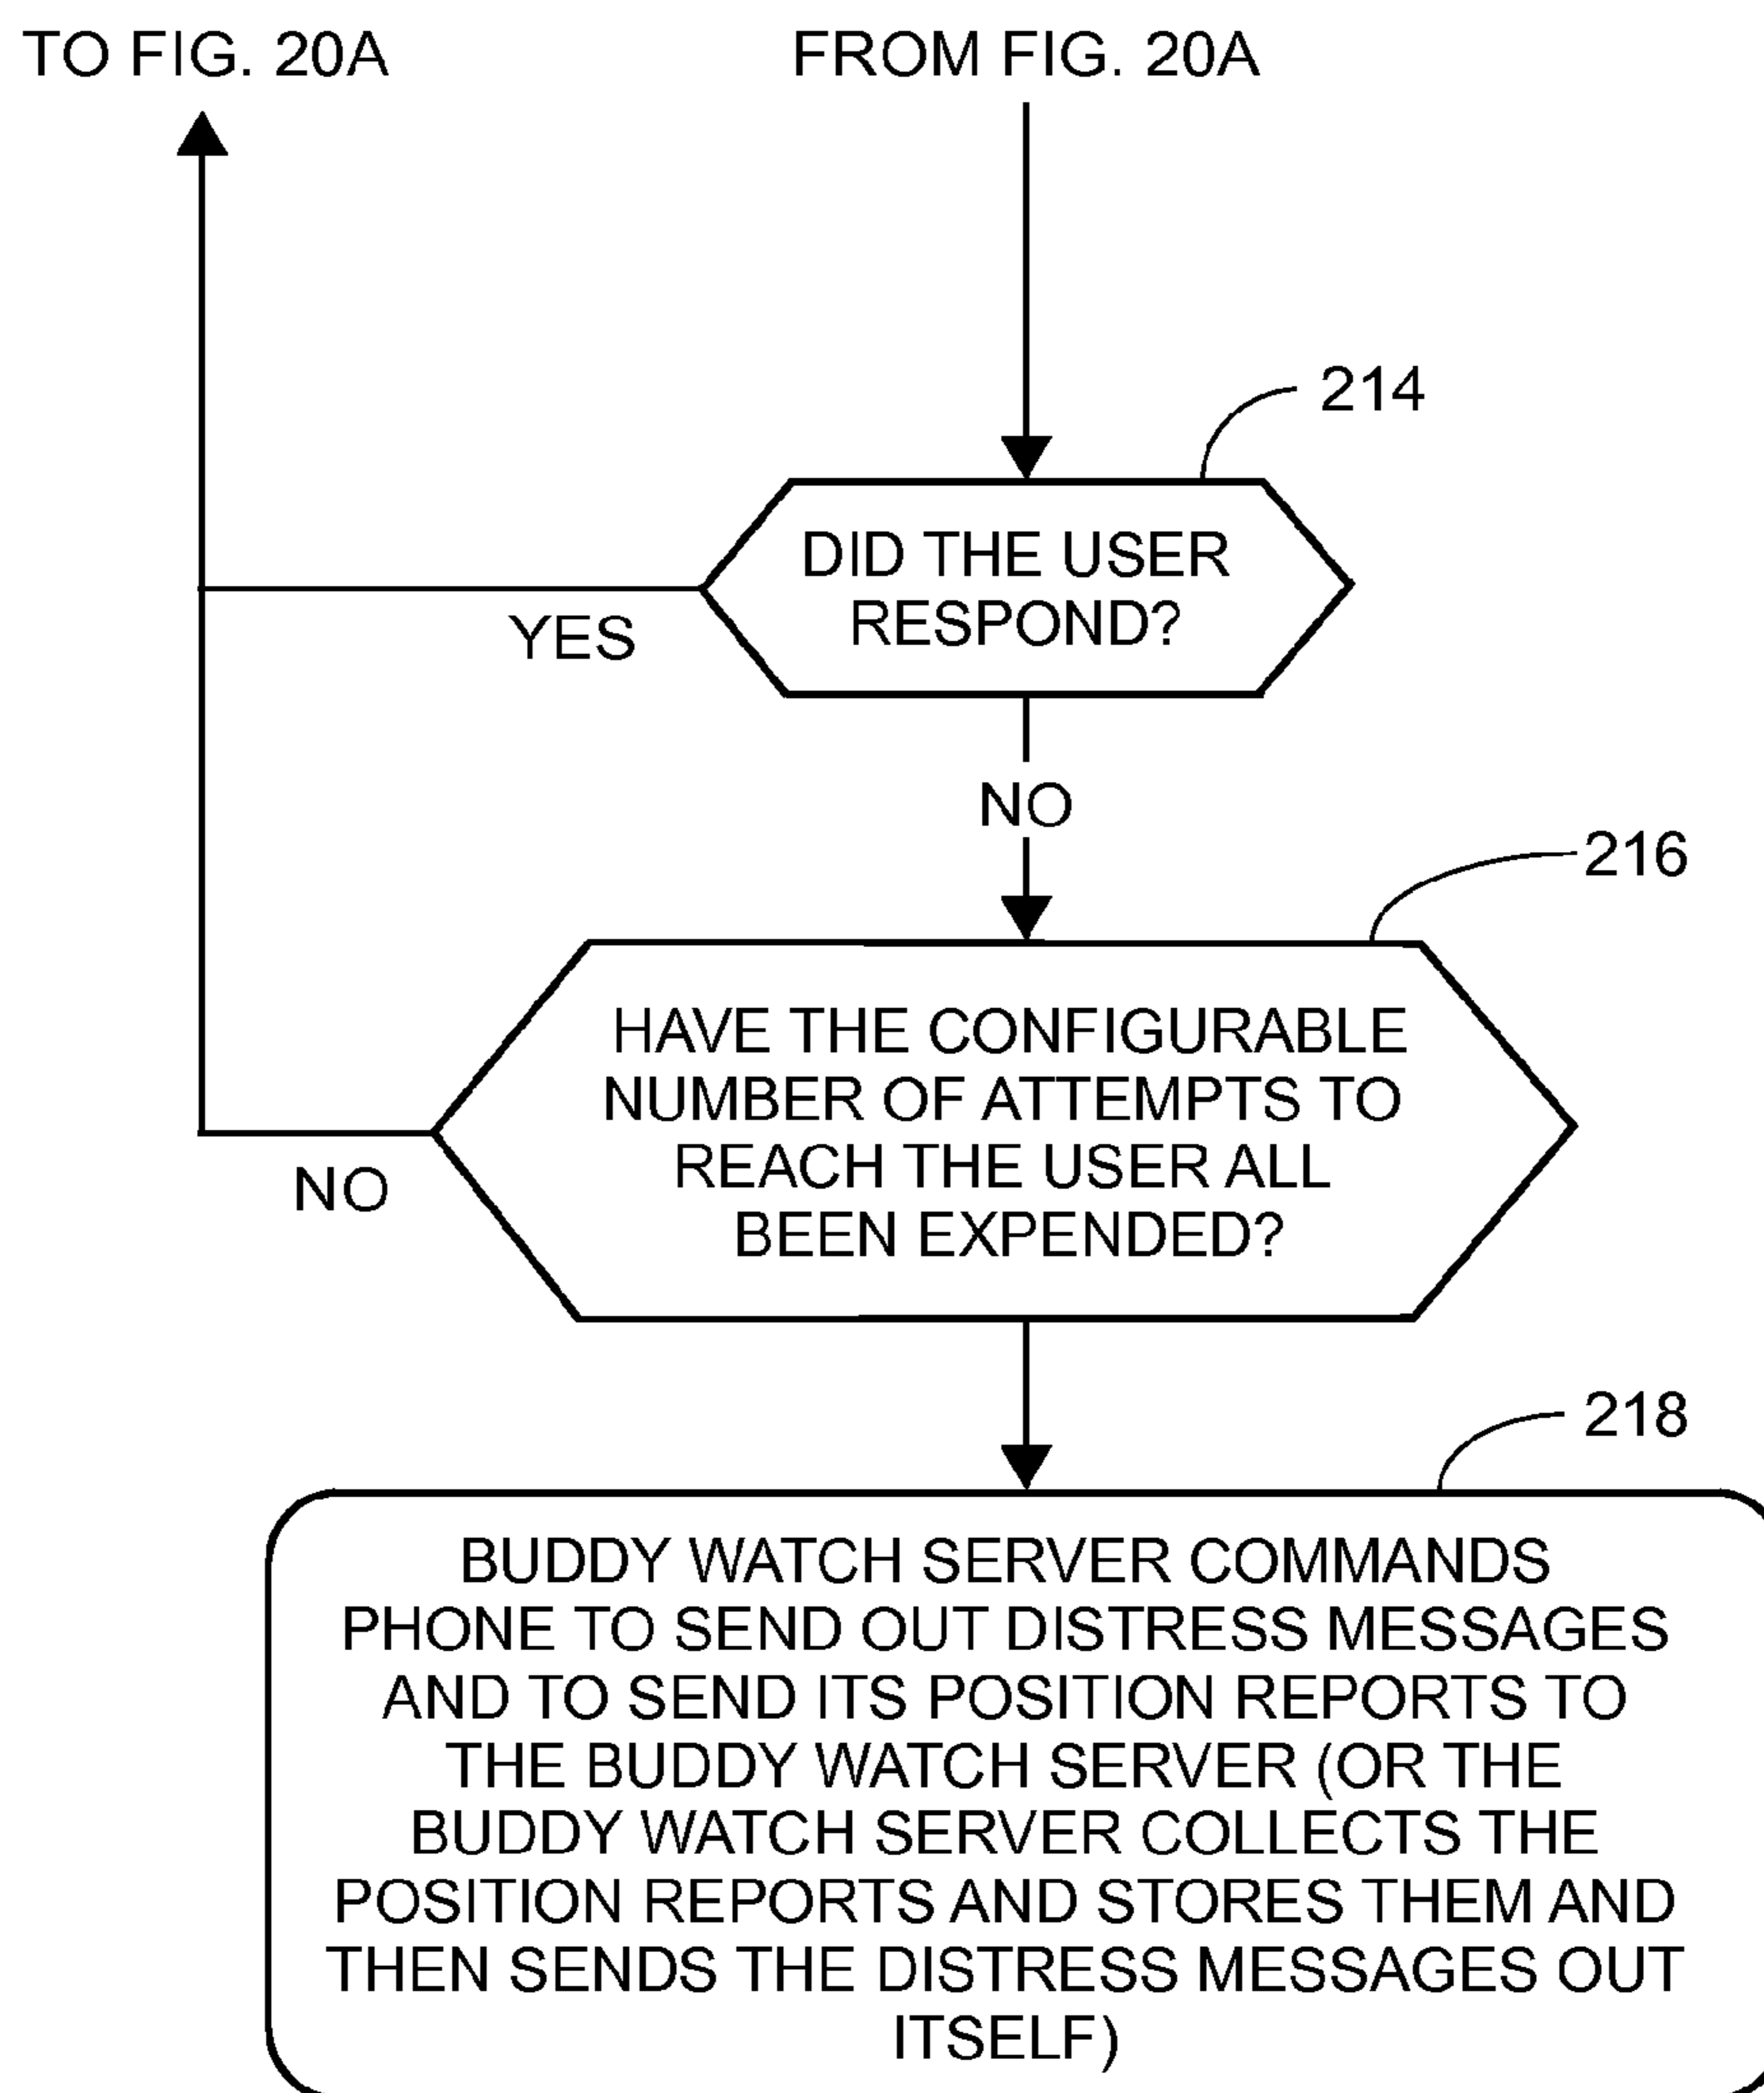 TO FIG. 20A
FROM FIG. 20A
214
DID THE USER
RESPOND?
YES
NO
216
HAVE THE CONFIGURABLE
NUMBER OF ATTEMPTS TO
REACH THE USER ALL
BEEN EXPENDED?
NO
218
BUDDY WATCH SERVER COMMANDS
PHONE TO SEND OUT DISTRESS MESSAGES
AND TO SEND ITS POSITION REPORTS TO
THE BUDDY WATCH SERVER (OR THE
BUDDY WATCH SERVER COLLECTS THE
POSITION REPORTS AND STORES THEM AND
THEN SENDS THE DISTRESS MESSAGES OUT
ITSELF)